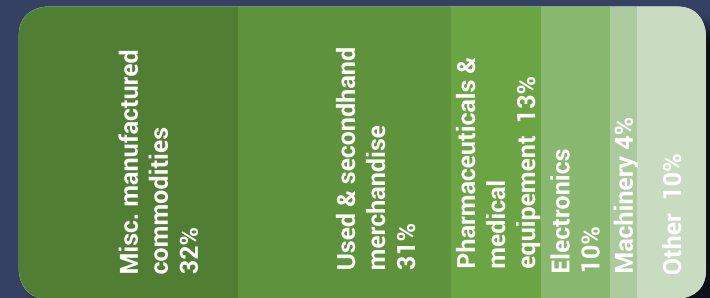 Misc. manufactured
commodities
32%
Used & secondhand
merchandise
31%
Pharmaceuticals &
medical
equipement 13%
Electronics
10%
Machinery 4%
Other 10%